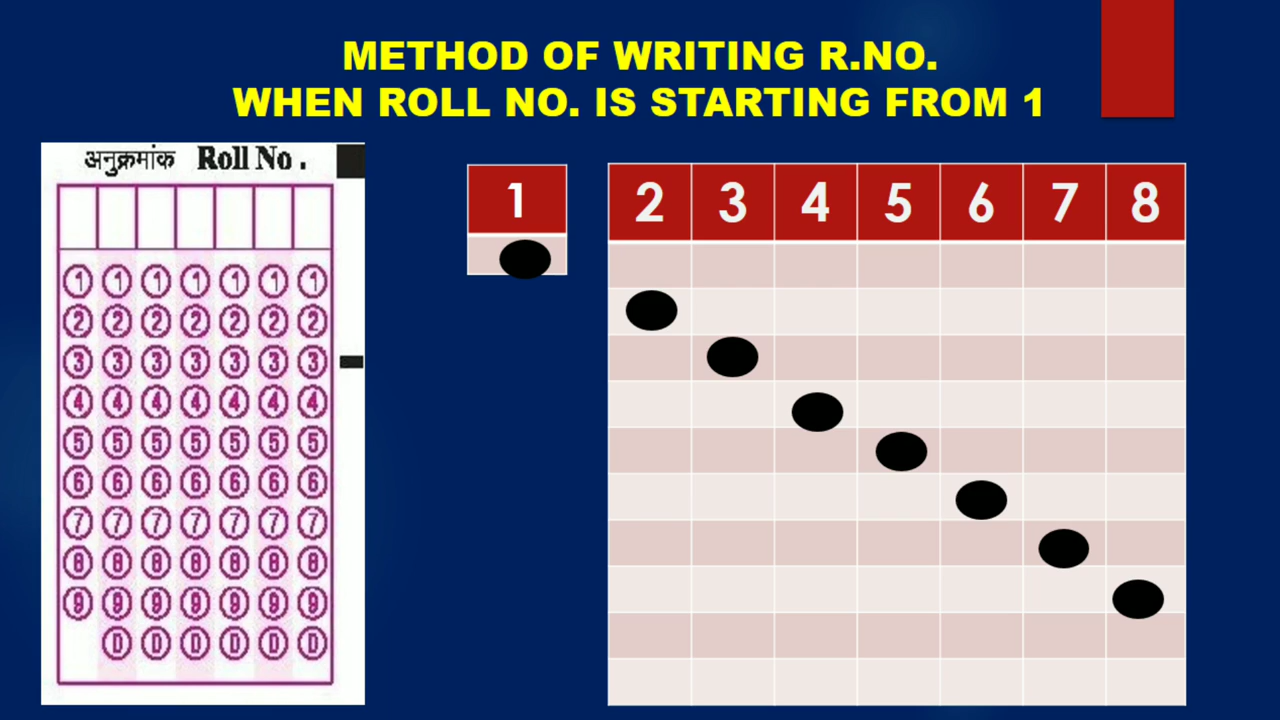 METHOD OF WRITING R.NO.
WHEN ROLL NO. IS STARTING FROM 1
अनुक्रमांक Roll No .
1 1 1 1 1 1 1
2 2 2 2 2 2 2
3 3 3 3 3 3 3
4 4 4 4 4 4 4
5 5 5 5 5 5 5
6 6 6 6 6 6 6
7 7 7 7 7 7 7
8 8 8 8 8 8 8
9 9 9 9 9 9 9
0 0 0 0 0 0
1
2 3 4 5 6 7 8